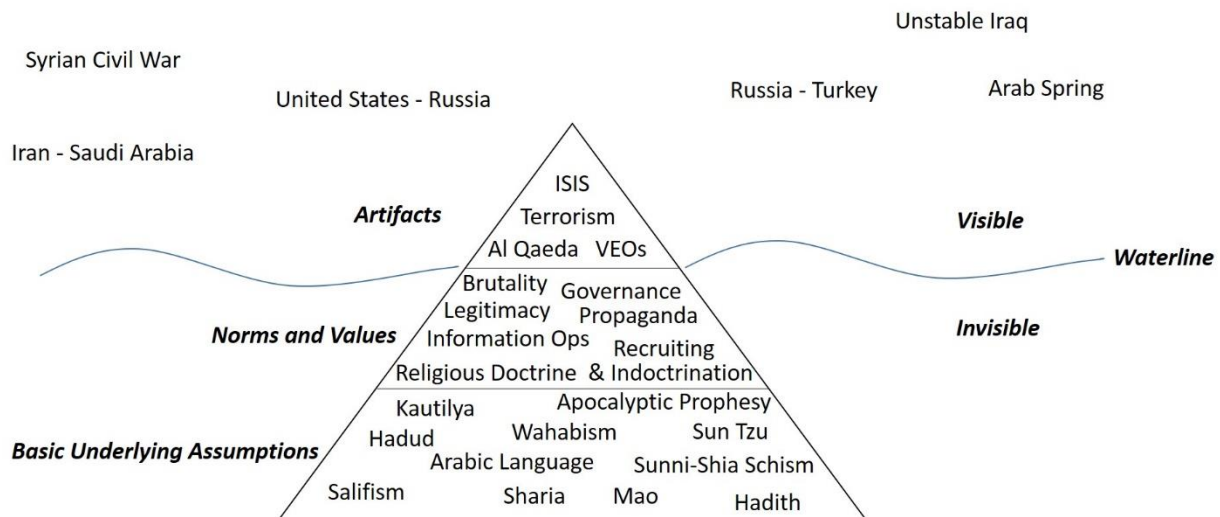 Unstable Iraq
Syrian Civil War
United States - Russia
Russia - Turkey
Arab Spring
Iran - Saudi Arabia
ISIS
Artifacts
Terrorism
Visible
Al Qaeda VEOs
Waterline
Brutality
Governance
Legitimacy
Propaganda
Norms and Values
Information Ops
Invisible
Recruiting
Religious Doctrine & Indoctrination
Kautilya
Apocalyptic Prophesy
Hadud
Wahabism
Sun Tzu
Basic Underlying Assumptions
Arabic Language
Sunni-Shia Schism
Salifism
Sharia
Mao
Hadith